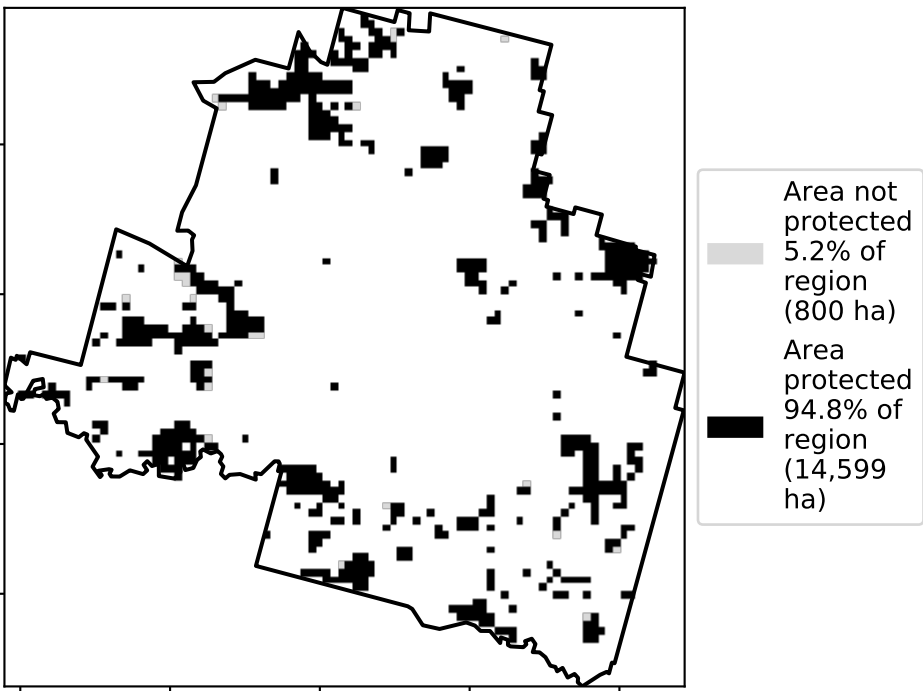 Area not
protected
5.2% of
region
(800 ha)
Area
protected
94.8% of
region
(14,599
ha)